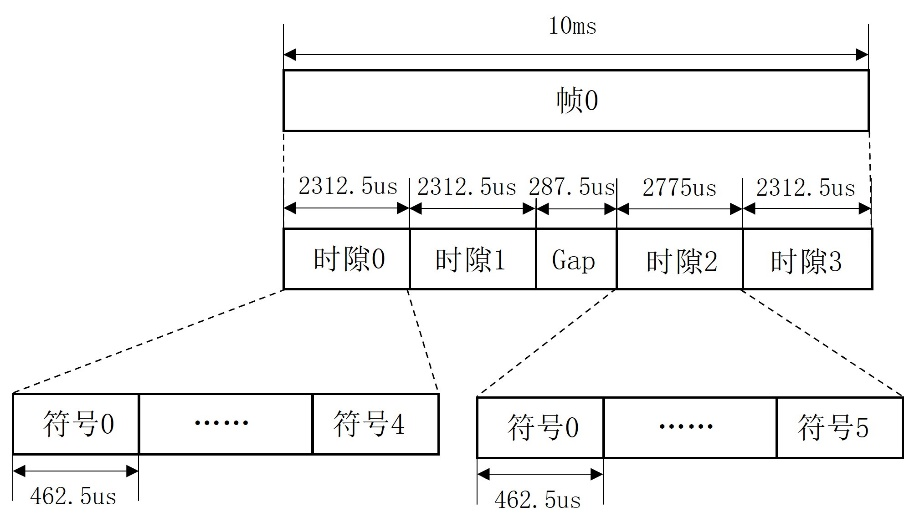 10ms
帧0
2312.5us 2312.5us 287.5us 2775us 2312.5us
时隙0 时隙1 Gap 时隙2 时隙3
符号0 …… 符号4 符号0 …… 符号5
462.5us 462.5us